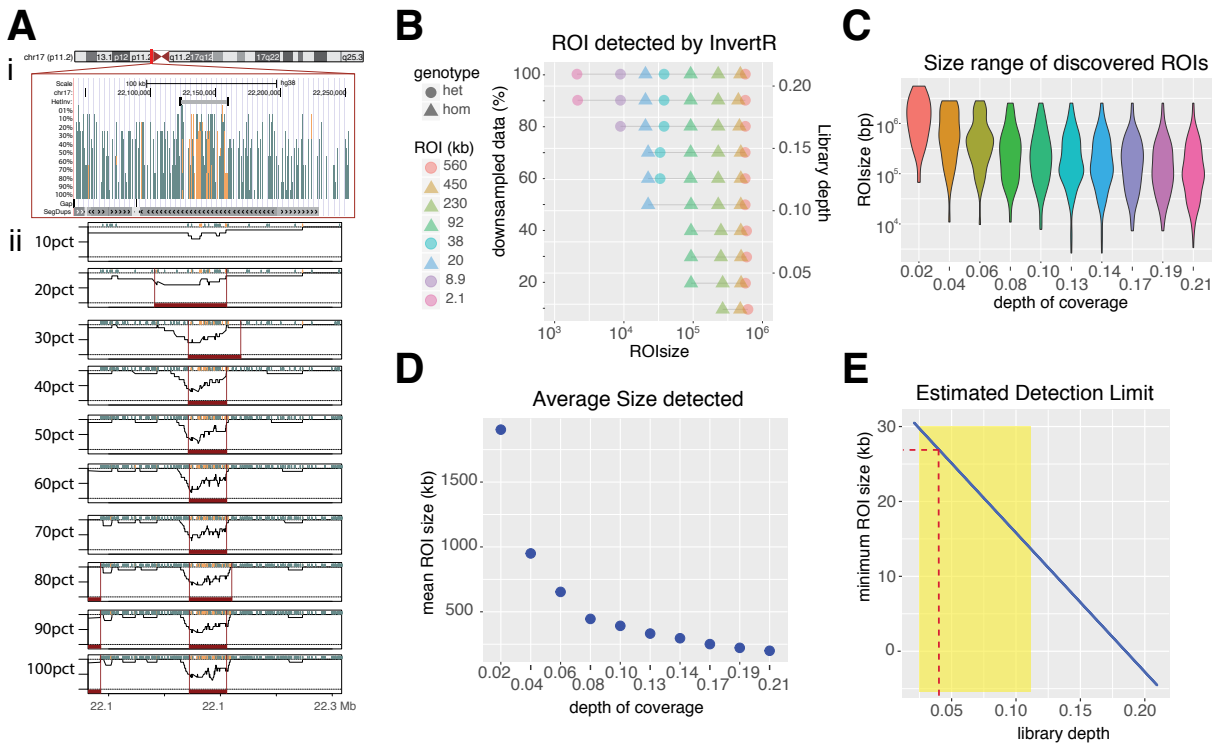 A
chr17 (p11.2)
13.1
p12
p11.2
q11.2
17q12
17q22
q25.3
i
Scale
100 kb
hg38
chr17:
22,100,000
22,150,000
22,200,000
22,250,000
HetInv:
01%
10%
20%
30%
40%
50%
60%
70%
80%
90%
100%
Gap
SegDups
ii
10pct
20pct
30pct
40pct
50pct
60pct
70pct
80pct
90pct
100pct
22.1
22.1
22.3 Mb
B
ROI detected by InvertR
genotype
het
hom
ROI (kb)
560
450
230
92
38
20
8.9
2.1
downsampled data (%)
100
80
60
40
20
Library depth
0.20
0.15
0.10
0.05
10³
10⁴
10⁵
10⁶
ROIsize
C
Size range of discovered ROIs
ROIsize (bp)
10⁶
10⁵
10⁴
0.02
0.04
0.06
0.08
0.10
0.13
0.14
0.17
0.19
0.21
depth of coverage
D
Average Size detected
mean ROI size (kb)
1500
1000
500
0.02
0.04
0.06
0.08
0.10
0.13
0.14
0.17
0.19
0.21
depth of coverage
E
Estimated Detection Limit
minimum ROI size (kb)
30
20
10
0
0.05
0.10
0.15
0.20
library depth